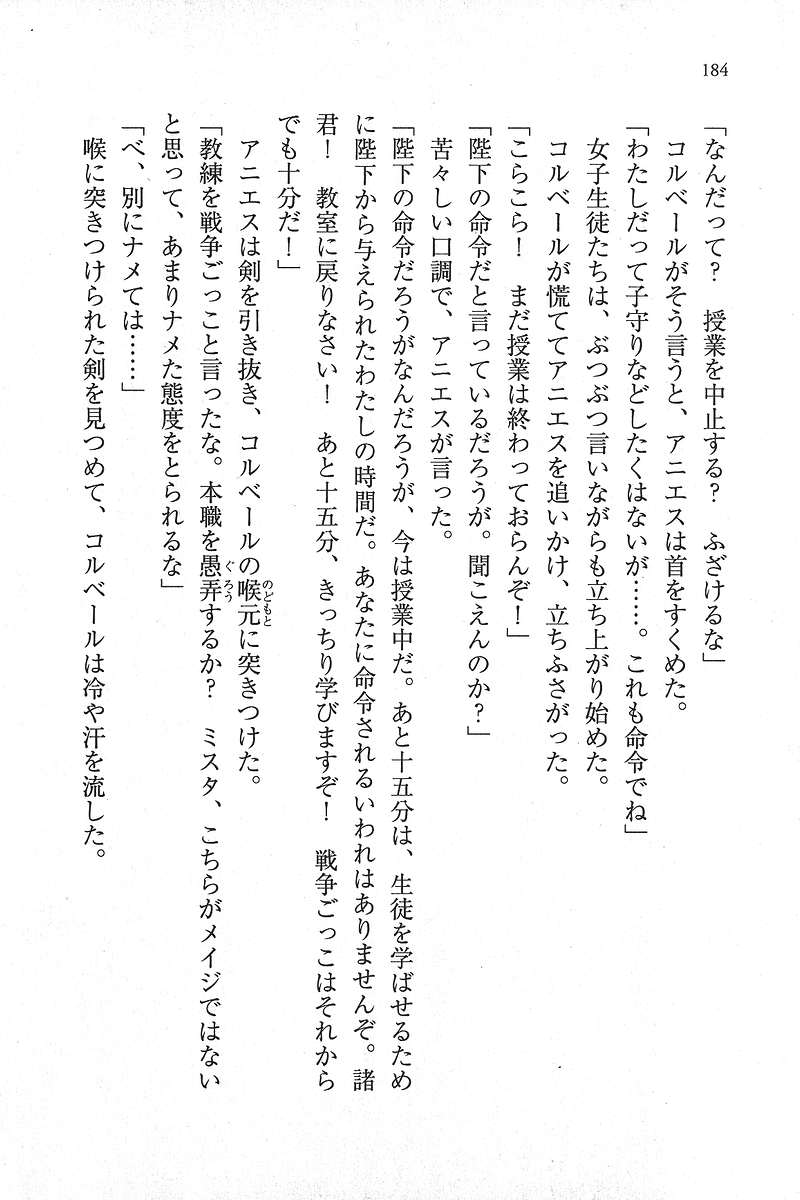 184
「なんだって？　授業を中止する？　ふざけるな」
コルベールがそう言うと、アニエスは首をすくめた。
「わたしだって子守りなどしたくはないが……。これも命令でね」
女子生徒たちは、ぶつぶつ言いながらも立ち上がり始めた。
コルベールが慌ててアニエスを追いかけ、立ちふさがった。
「こらこら！　まだ授業は終わっておらんぞ！」
「陛下の命令だと言っているだろうが。聞こえんのか？」
苦々しい口調で、アニエスが言った。
「陛下の命令だろうがなんだろうが、今は授業中だ。あと十五分は、生徒を学ばせるため
に陛下から与えられたわたしの時間だ。あなたに命令されるいわれはありませんぞ。諸
君！　教室に戻りなさい！　あと十五分、きっちり学びますぞ！　戦争ごっこはそれから
でも十分だ！」
アニエスは剣を引き抜き、コルベールの喉元に突きつけた。
のどもと
「教練を戦争ごっこと言ったな。本職を愚弄するか？　ミスタ、こちらがメイジではない
ぐろう
と思って、あまりナメた態度をとられるな」
「べ、別にナメては……」
喉に突きつけられた剣を見つめて、コルベールは冷や汗を流した。